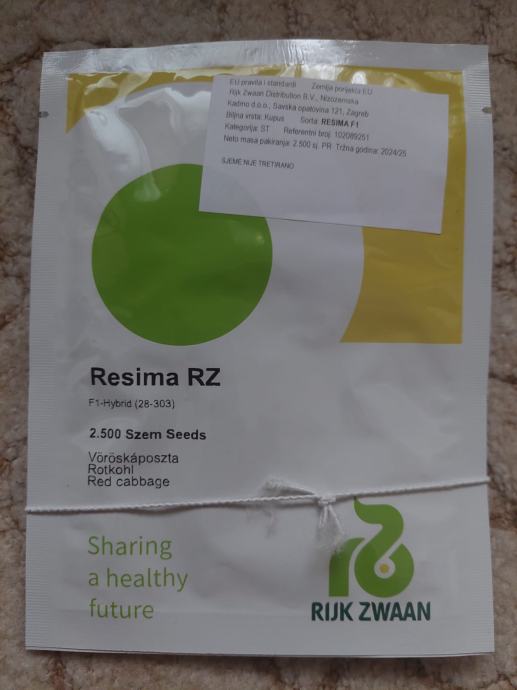 EU pravila i standardi Zemlja porijekla EU
Rijk Zwaan Distribution B.V., Nizozemska
Kadmo d.o.o., Savska opatovina 121, Zagreb
Biljna vrsta: Kupus Sorta: RESIMA F1
Kategorija: ST Referentni broj: 102089251
Neto masa pakiranja: 2.500 sj. PR Tržna godina: 2024/25
SJEME NIJE TRETIRANO
Resima RZ
F1-Hybrid (28-303)
2.500 Szem Seeds
Vöröskáposzta
Rotkohl
Red cabbage
Sharing
a healthy
future
RIJK ZWAAN